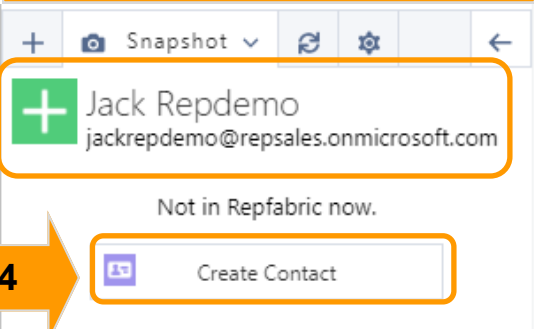 Snapshot
Jack Repdemo
jackrepdemo@repsales.onmicrosoft.com
Not in Repfabric now.
4
Create Contact